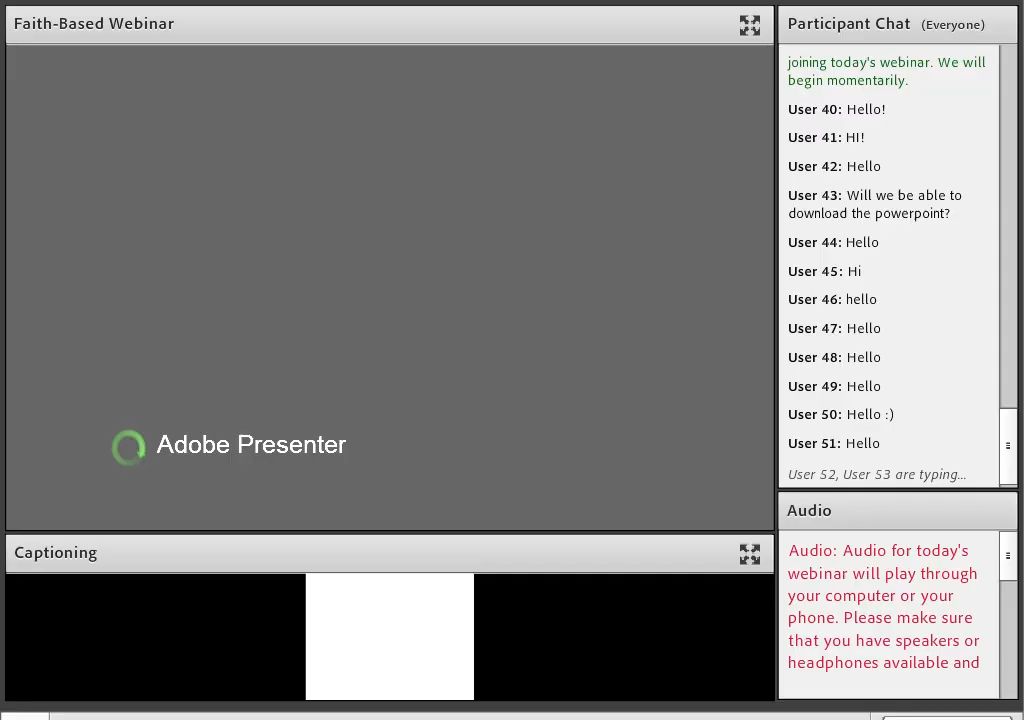 Faith-Based Webinar
Participant Chat (Everyone)
joining today's webinar. We will
begin momentarily.
User 40: Hello!
User 41: HI!
User 42: Hello
User 43: Will we be able to
download the powerpoint?
User 44: Hello
User 45: Hi
User 46: hello
User 47: Hello
User 48: Hello
User 49: Hello
User 50: Hello :)
User 51: Hello
User 52, User 53 are typing...
Adobe Presenter
Captioning
Audio
Audio: Audio for today's
webinar will play through
your computer or your
phone. Please make sure
that you have speakers or
headphones available and